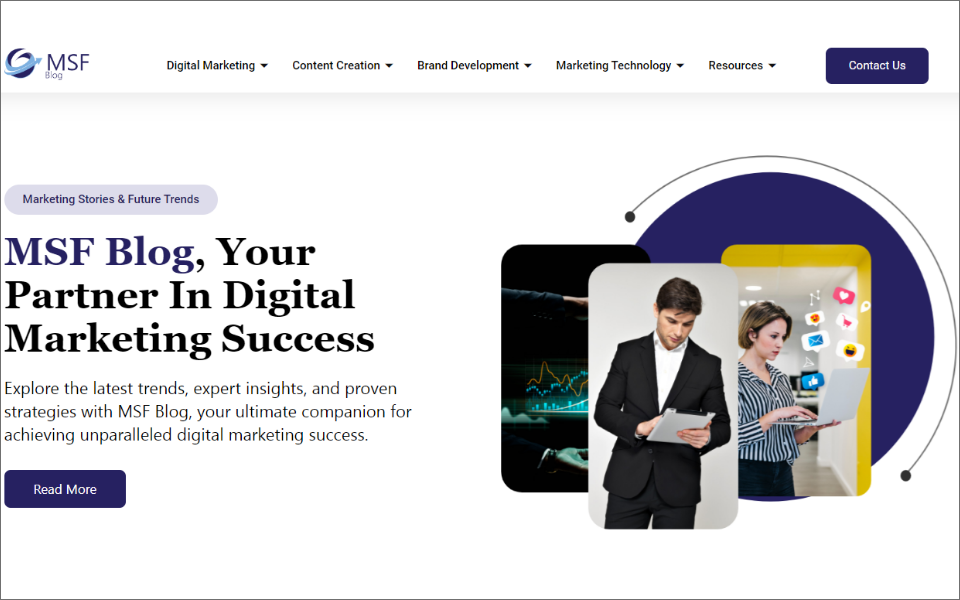 MSF
Blog
Digital Marketing
Content Creation
Brand Development
Marketing Technology
Resources
Contact Us
Marketing Stories & Future Trends
MSF Blog, Your
Partner In Digital
Marketing Success
Explore the latest trends, expert insights, and proven
strategies with MSF Blog, your ultimate companion for
achieving unparalleled digital marketing success.
Read More